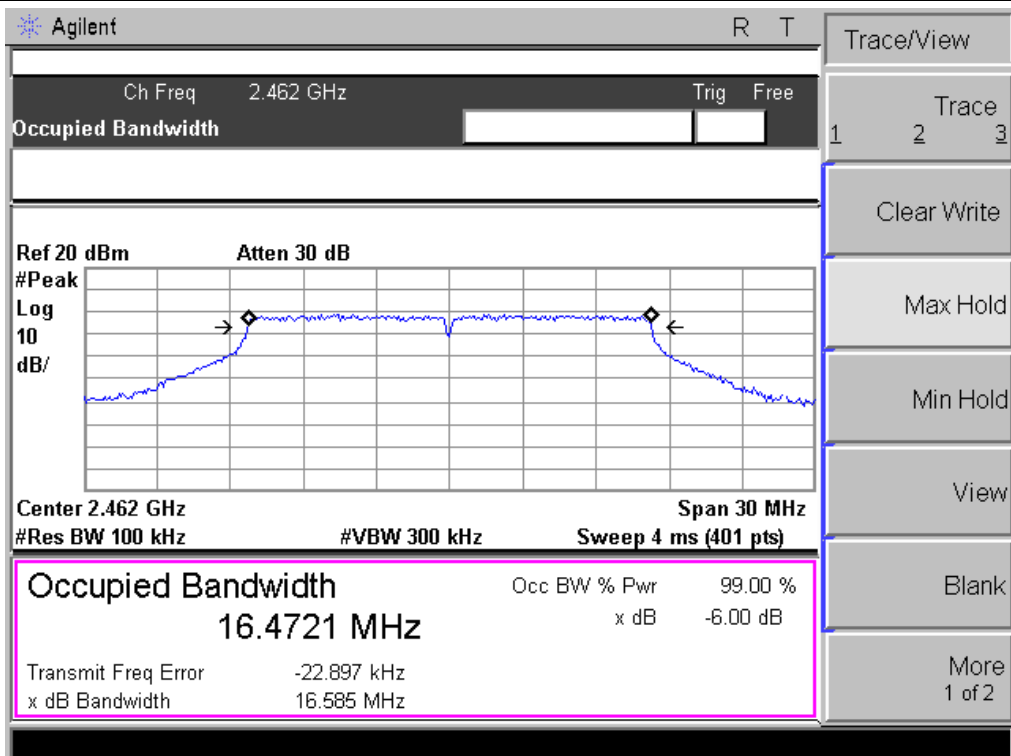 Agilent R T
Ch Freq 2.462 GHz Trig Free
Occupied Bandwidth
Ref 20 dBm Atten 30 dB
#Peak
Log
10
dB/
Center 2.462 GHz Span 30 MHz
#Res BW 100 kHz #VBW 300 kHz Sweep 4 ms (401 pts)
Occupied Bandwidth Occ BW % Pwr 99.00 %
16.4721 MHz x dB -6.00 dB
Transmit Freq Error -22.897 kHz
x dB Bandwidth 16.585 MHz
Trace/View
Trace
1 2 3
Clear Write
Max Hold
Min Hold
View
Blank
More
1 of 2